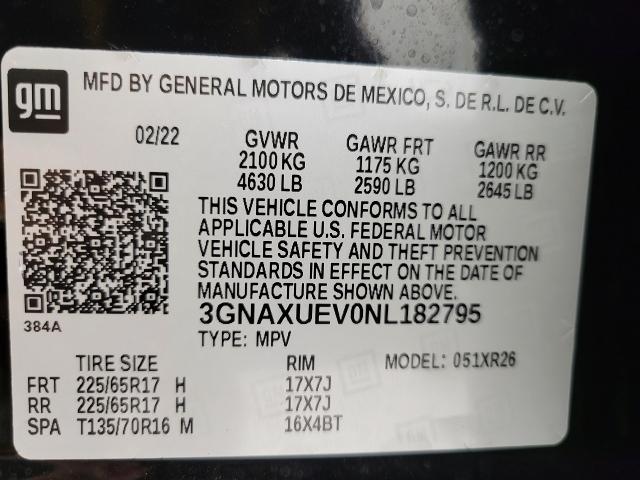 gm
MFD BY GENERAL MOTORS DE MEXICO, S. DE R.L. DE C.V.
02/22 GVWR GAWR FRT GAWR RR
2100 KG 1175 KG 1200 KG
4630 LB 2590 LB 2645 LB
THIS VEHICLE CONFORMS TO ALL
APPLICABLE U.S. FEDERAL MOTOR
VEHICLE SAFETY AND THEFT PREVENTION
STANDARDS IN EFFECT ON THE DATE OF
MANUFACTURE SHOWN ABOVE.
384A
3GNAXUEV0NL182795
TYPE: MPV
TIRE SIZE RIM MODEL: 051XR26
FRT 225/65R17 H 17X7J
RR 225/65R17 H 17X7J
SPA T135/70R16 M 16X4BT